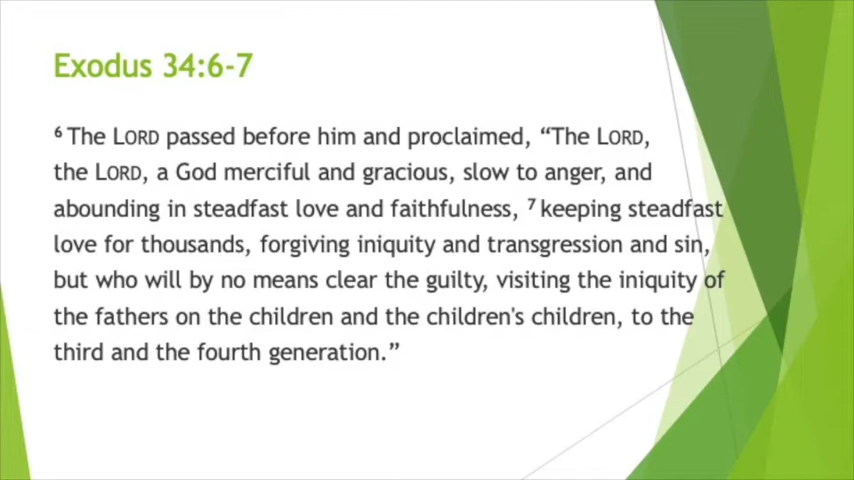 Exodus 34:6-7
⁶ The LORD passed before him and proclaimed, “The LORD,
the LORD, a God merciful and gracious, slow to anger, and
abounding in steadfast love and faithfulness, ⁷ keeping steadfast
love for thousands, forgiving iniquity and transgression and sin,
but who will by no means clear the guilty, visiting the iniquity of
the fathers on the children and the children's children, to the
third and the fourth generation.”